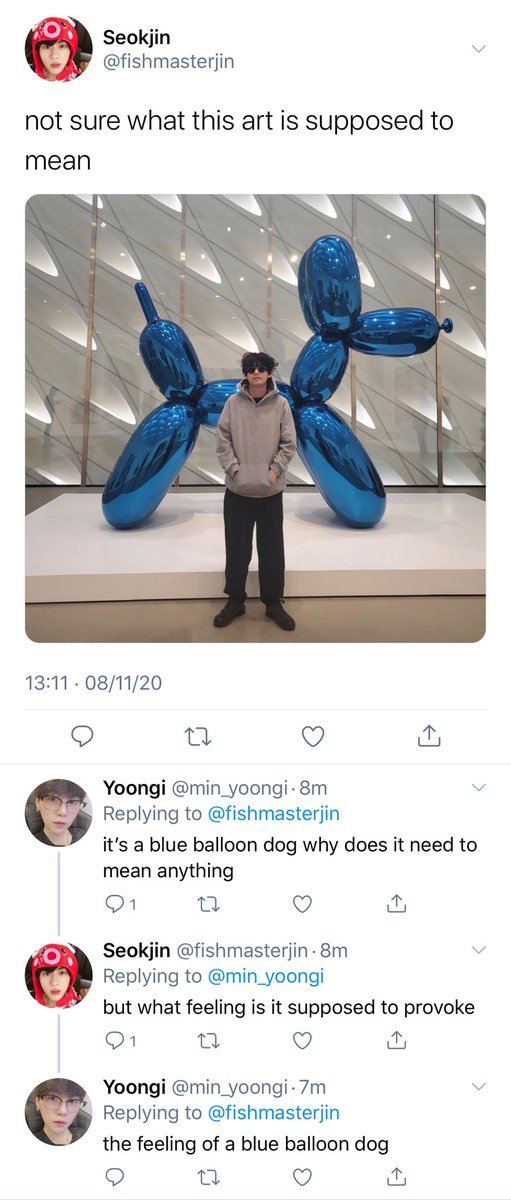 Seokjin
@fishmasterjin
not sure what this art is supposed to
mean
13:11 · 08/11/20
Yoongi @min_yoongi · 8m
Replying to @fishmasterjin
it's a blue balloon dog why does it need to
mean anything
1
Seokjin @fishmasterjin · 8m
Replying to @min_yoongi
but what feeling is it supposed to provoke
1
Yoongi @min_yoongi · 7m
Replying to @fishmasterjin
the feeling of a blue balloon dog